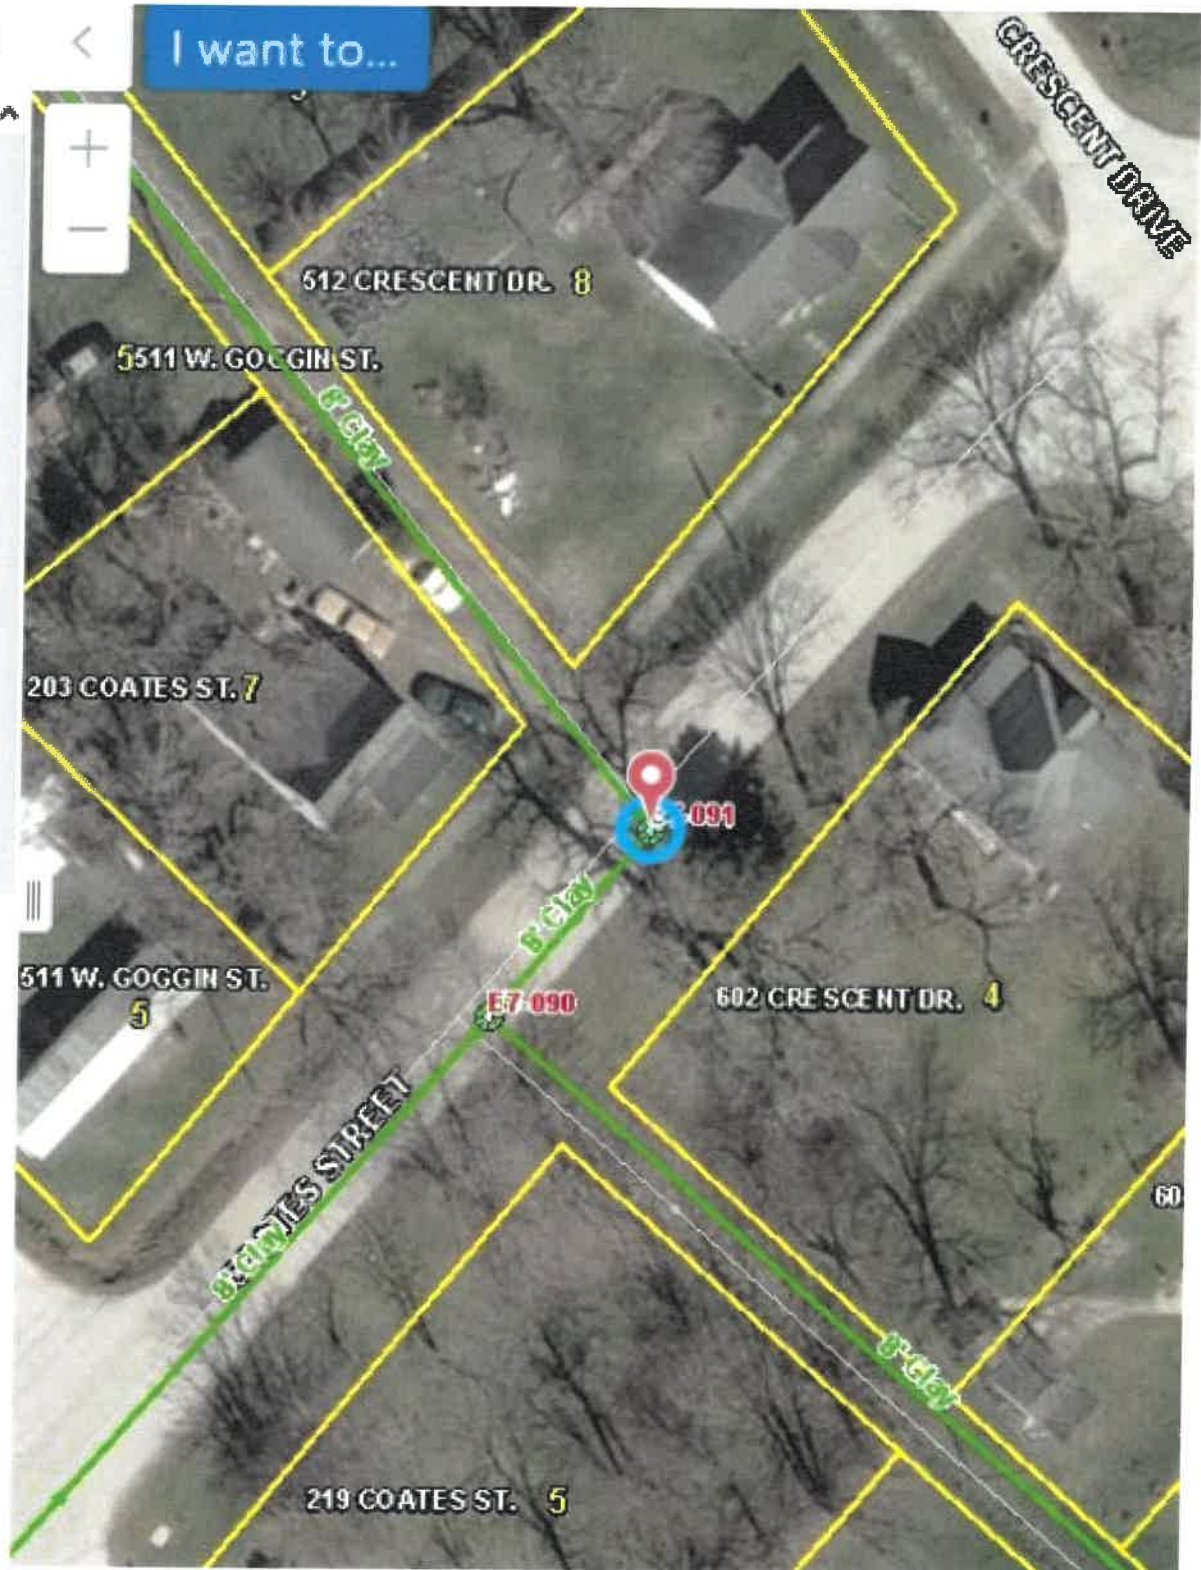 I want to...
CRESCENT DRIVE
512 CRESCENT DR. 8
5 511 W. GOGGIN ST.
8" Clay
203 COATES ST. 7
091
8" Clay
511 W. GOGGIN ST.
5
E7-090
602 CRESCENT DR. 4
STREET
8" Clay
60
8" Clay
219 COATES ST. 5